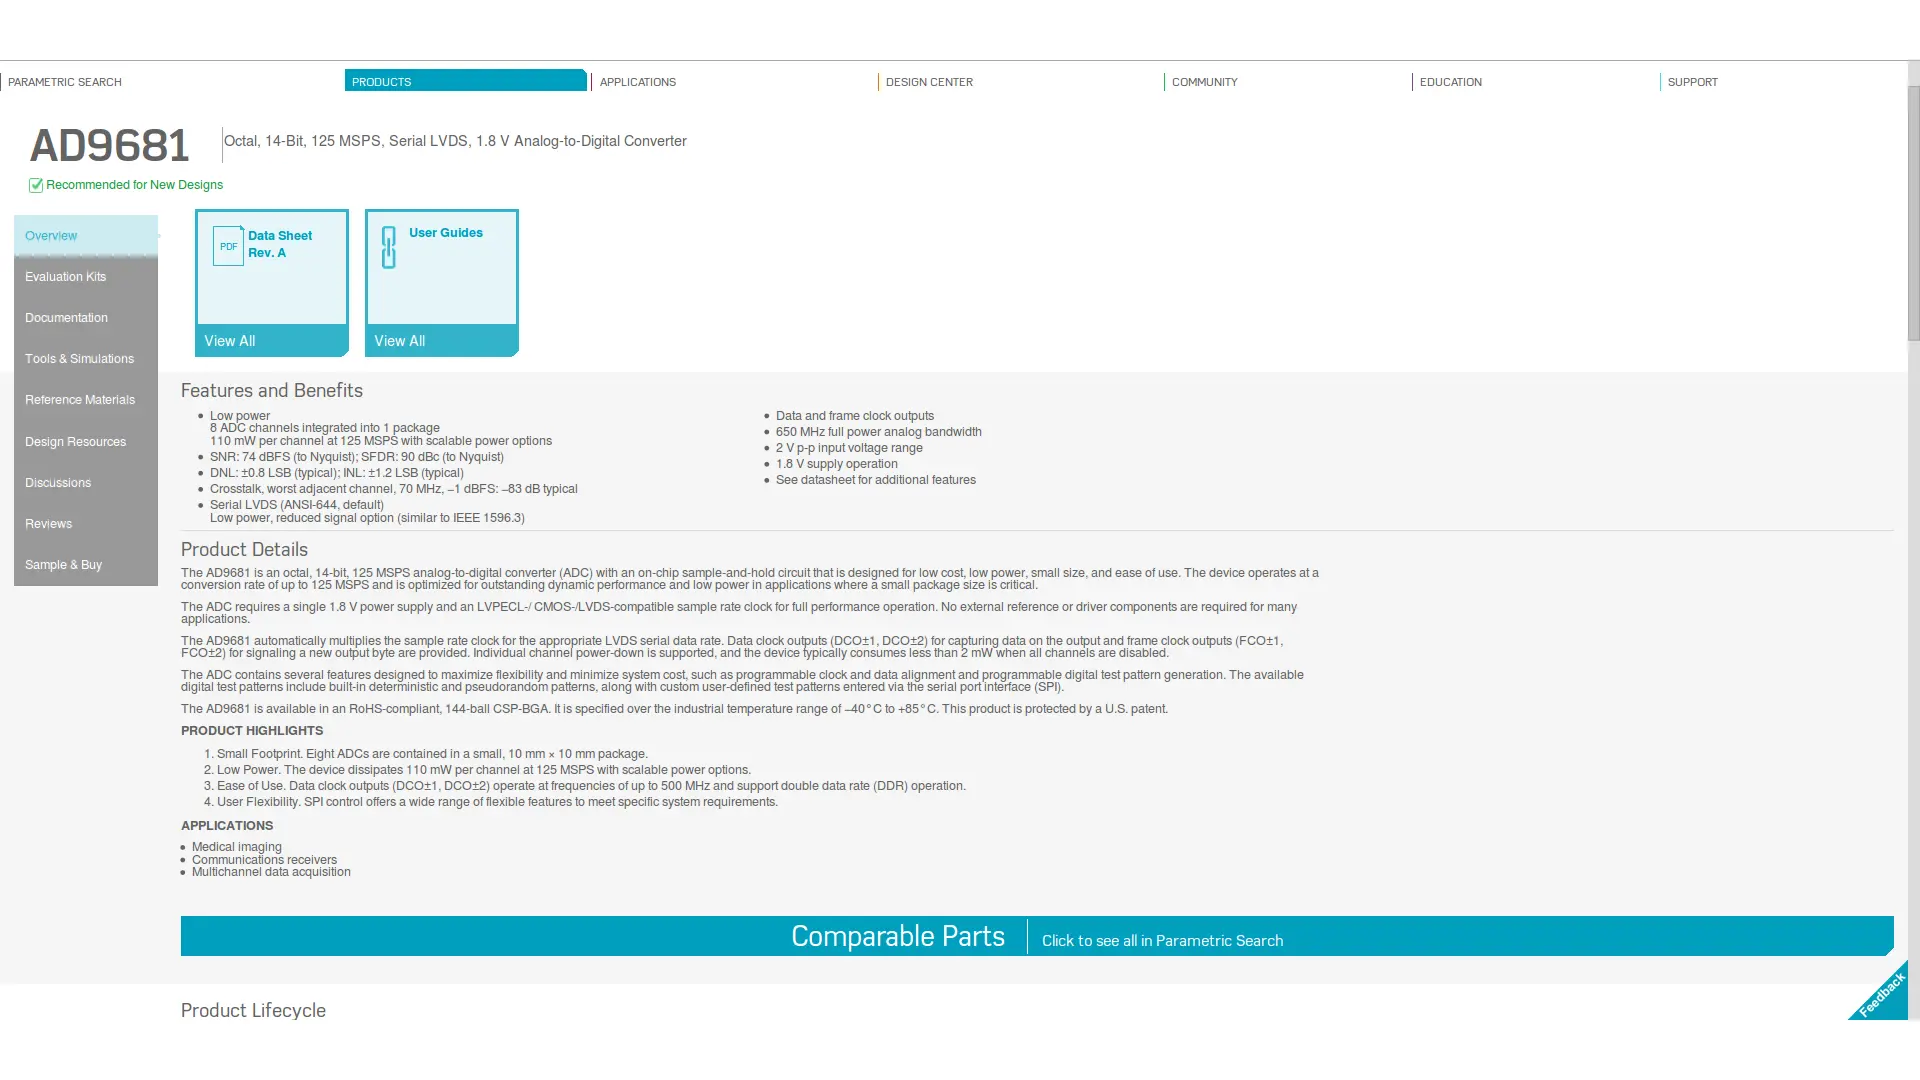 PARAMETRIC SEARCH
PRODUCTS
APPLICATIONS
DESIGN CENTER
COMMUNITY
EDUCATION
SUPPORT
AD9681
Octal, 14-Bit, 125 MSPS, Serial LVDS, 1.8 V Analog-to-Digital Converter
Recommended for New Designs
Overview
Evaluation Kits
Documentation
Tools & Simulations
Reference Materials
Design Resources
Discussions
Reviews
Sample & Buy
PDF
Data Sheet
Rev. A
View All
User Guides
View All
Features and Benefits
Low power
8 ADC channels integrated into 1 package
110 mW per channel at 125 MSPS with scalable power options
SNR: 74 dBFS (to Nyquist); SFDR: 90 dBc (to Nyquist)
DNL: ±0.8 LSB (typical); INL: ±1.2 LSB (typical)
Crosstalk, worst adjacent channel, 70 MHz, −1 dBFS: −83 dB typical
Serial LVDS (ANSI-644, default)
Low power, reduced signal option (similar to IEEE 1596.3)
Data and frame clock outputs
650 MHz full power analog bandwidth
2 V p-p input voltage range
1.8 V supply operation
See datasheet for additional features
Product Details
The AD9681 is an octal, 14-bit, 125 MSPS analog-to-digital converter (ADC) with an on-chip sample-and-hold circuit that is designed for low cost, low power, small size, and ease of use. The device operates at a
conversion rate of up to 125 MSPS and is optimized for outstanding dynamic performance and low power in applications where a small package size is critical.
The ADC requires a single 1.8 V power supply and an LVPECL-/ CMOS-/LVDS-compatible sample rate clock for full performance operation. No external reference or driver components are required for many
applications.
The AD9681 automatically multiplies the sample rate clock for the appropriate LVDS serial data rate. Data clock outputs (DCO±1, DCO±2) for capturing data on the output and frame clock outputs (FCO±1,
FCO±2) for signaling a new output byte are provided. Individual channel power-down is supported, and the device typically consumes less than 2 mW when all channels are disabled.
The ADC contains several features designed to maximize flexibility and minimize system cost, such as programmable clock and data alignment and programmable digital test pattern generation. The available
digital test patterns include built-in deterministic and pseudorandom patterns, along with custom user-defined test patterns entered via the serial port interface (SPI).
The AD9681 is available in an RoHS-compliant, 144-ball CSP-BGA. It is specified over the industrial temperature range of −40°C to +85°C. This product is protected by a U.S. patent.
PRODUCT HIGHLIGHTS
1. Small Footprint. Eight ADCs are contained in a small, 10 mm × 10 mm package.
2. Low Power. The device dissipates 110 mW per channel at 125 MSPS with scalable power options.
3. Ease of Use. Data clock outputs (DCO±1, DCO±2) operate at frequencies of up to 500 MHz and support double data rate (DDR) operation.
4. User Flexibility. SPI control offers a wide range of flexible features to meet specific system requirements.
APPLICATIONS
Medical imaging
Communications receivers
Multichannel data acquisition
Comparable Parts
Click to see all in Parametric Search
Feedback
Product Lifecycle